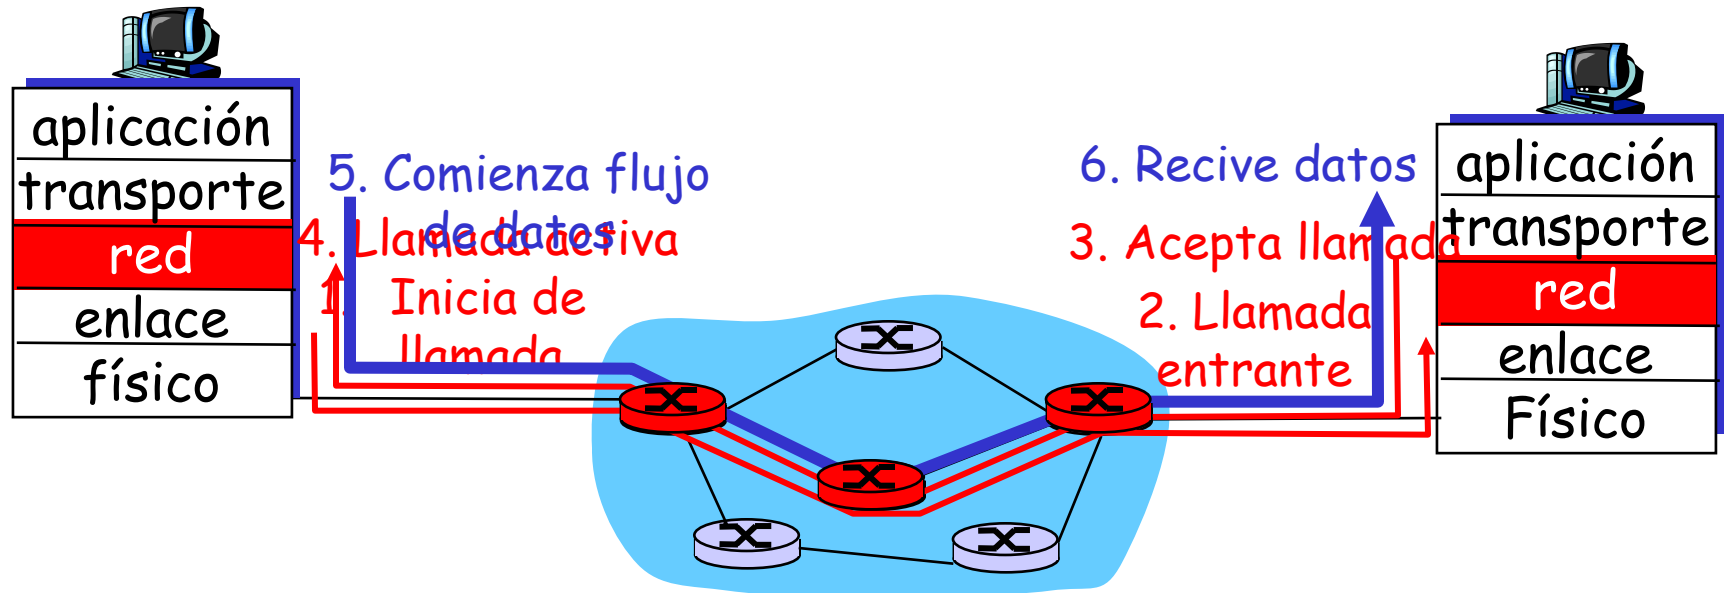 aplicación
transporte
red
enlace
físico
5. Comienza flujo
de datos
4. Llamada activa
1. Inicia de
llamada
6. Recive datos
3. Acepta llamada
2. Llamada
entrante
aplicación
transporte
red
enlace
Físico